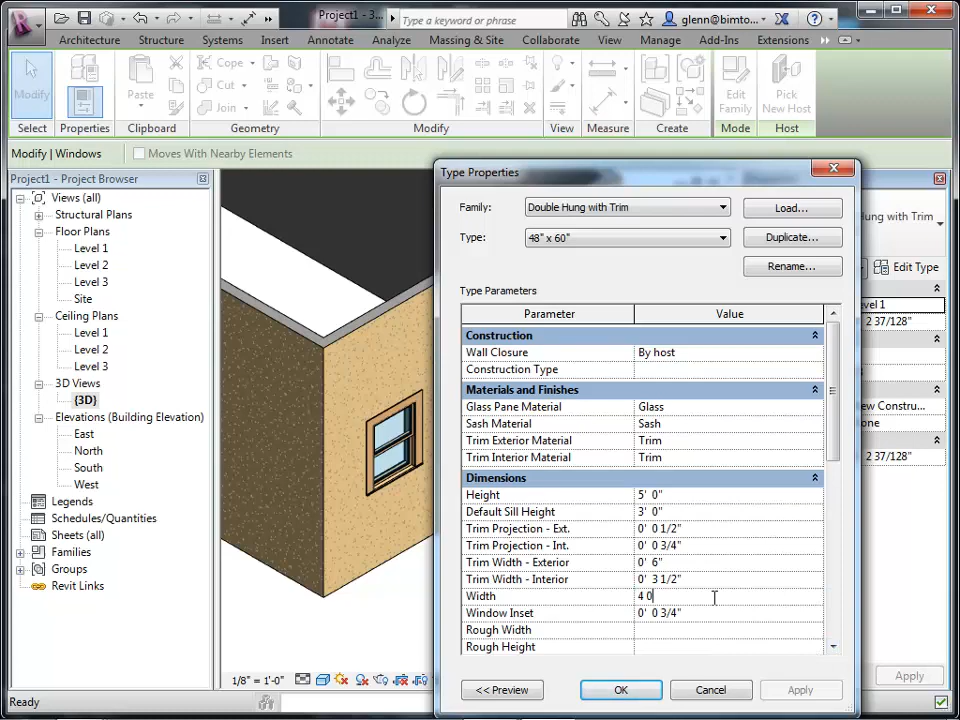 Project1 - 3...
Type a keyword or phrase
glenn@bimto...
Architecture Structure Systems Insert Annotate Analyze Massing & Site Collaborate View Manage Add-Ins Extensions
Modify
Paste
Cope
Cut
Join
Edit Family
Pick New Host
Select Properties Clipboard Geometry Modify View Measure Create Mode Host
Modify | Windows Moves With Nearby Elements
Project1 - Project Browser
Views (all)
Structural Plans
Floor Plans
Level 1
Level 2
Level 3
Site
Ceiling Plans
Level 1
Level 2
Level 3
3D Views
{3D}
Elevations (Building Elevation)
East
North
South
West
Legends
Schedules/Quantities
Sheets (all)
Families
Groups
Revit Links
1/8" = 1'-0"
Ready
Type Properties
Family: Double Hung with Trim Load...
Type: 48" x 60" Duplicate...
Rename...
Type Parameters
Parameter Value
Construction
Wall Closure By host
Construction Type
Materials and Finishes
Glass Pane Material Glass
Sash Material Sash
Trim Exterior Material Trim
Trim Interior Material Trim
Dimensions
Height 5' 0"
Default Sill Height 3' 0"
Trim Projection - Ext. 0' 0 1/2"
Trim Projection - Int. 0' 0 3/4"
Trim Width - Exterior 0' 6"
Trim Width - Interior 0' 3 1/2"
Width 4 0
Window Inset 0' 0 3/4"
Rough Width
Rough Height
<< Preview OK Cancel Apply
Hung with Trim
Edit Type
evel 1
2 37/128"
ew Constru...
one
2 37/128"
Apply